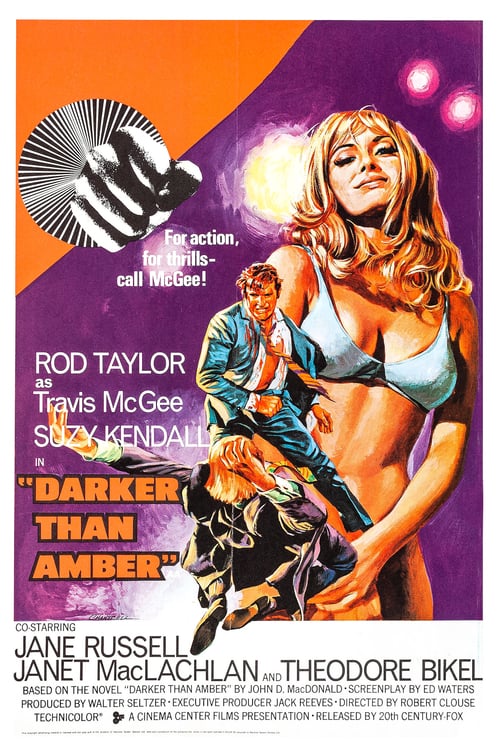 For action,
for thrills-
call McGee!
ROD TAYLOR
as
Travis McGee
SUZY KENDALL
IN
"DARKER
THAN
AMBER"
CO-STARRING
JANE RUSSELL
JANET MacLACHLAN AND THEODORE BIKEL
BASED ON THE NOVEL "DARKER THAN AMBER" BY JOHN D. MacDONALD • SCREENPLAY BY ED WATERS
PRODUCED BY WALTER SELTZER • EXECUTIVE PRODUCER JACK REEVES • DIRECTED BY ROBERT CLOUSE
TECHNICOLOR® A CINEMA CENTER FILMS PRESENTATION • RELEASED BY 20th CENTURY-FOX